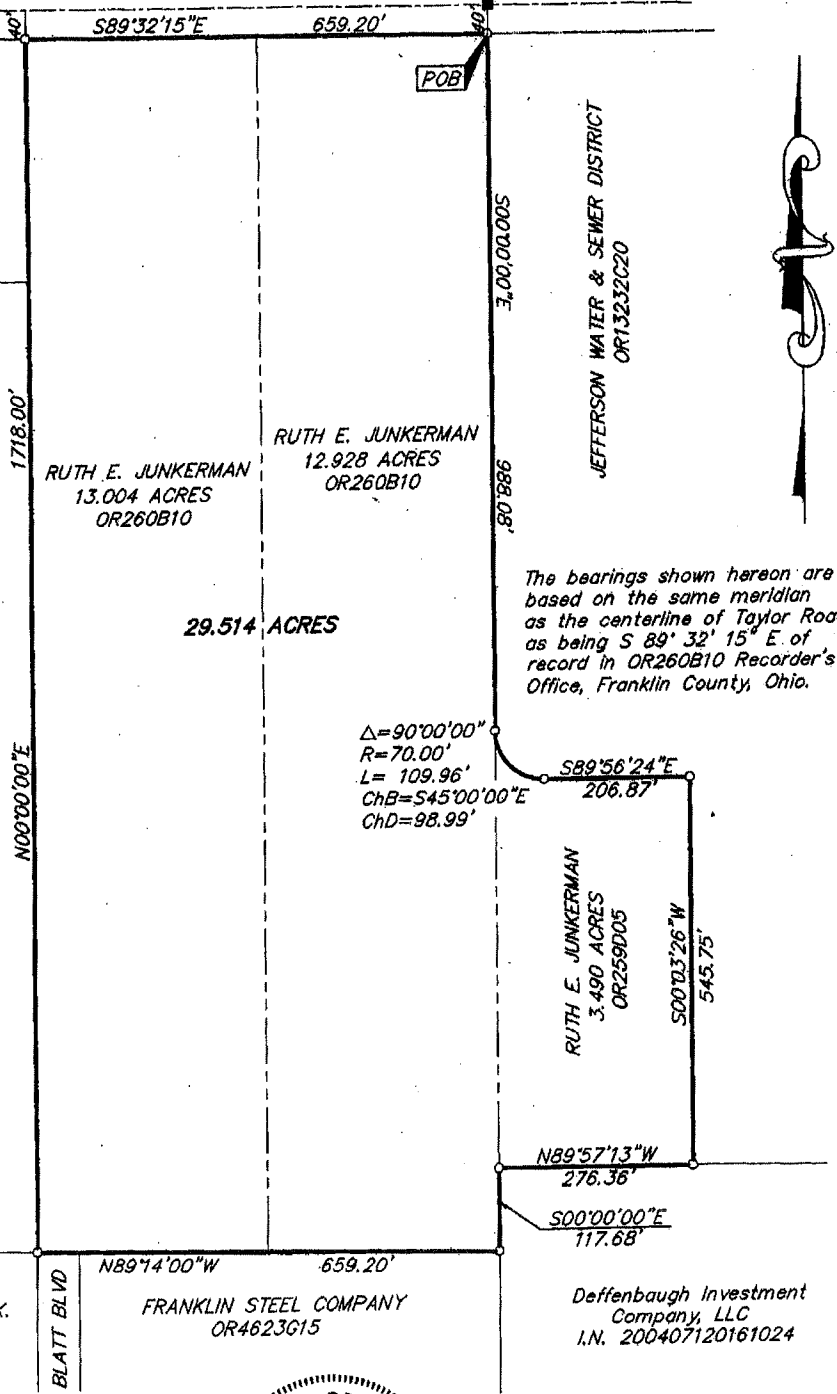 40'
S89°32'15"E 659.20'
40'
POB
S00°00'00"E
988.08'
JEFFERSON WATER & SEWER DISTRICT
OR13232C20
1718.00'
N00°00'00"E
RUTH E. JUNKERMAN
13.004 ACRES
OR260B10
RUTH E. JUNKERMAN
12.928 ACRES
OR260B10
29.514 ACRES
The bearings shown hereon are
based on the same meridian
as the centerline of Taylor Roa
as being S 89° 32' 15" E of
record in OR260B10 Recorder's
Office, Franklin County, Ohio.
Δ=90°00'00"
R=70.00'
L= 109.96'
ChB=S45°00'00"E
ChD=98.99'
S89°56'24"E
206.87'
RUTH E. JUNKERMAN
3.490 ACRES
OR259D05
S00°03'26"W
545.75'
N89°57'13"W
276.36'
S00°00'00"E
117.68'
N89°14'00"W 659.20'
K.
BLATT BLVD
FRANKLIN STEEL COMPANY
OR4623G15
Deffenbaugh Investment
Company, LLC
I.N. 200407120161024